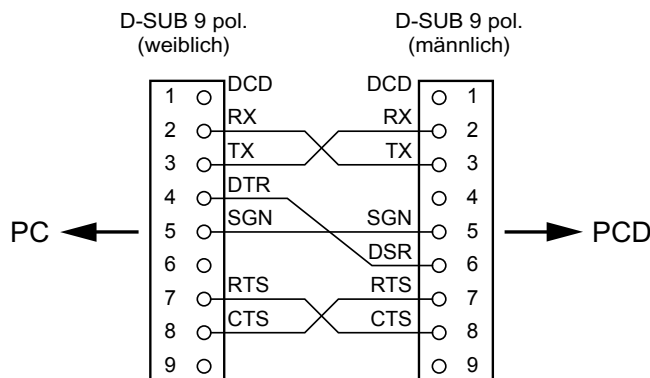 D-SUB 9 pol. D-SUB 9 pol.
(weiblich) (männlich)
1 DCD DCD 1
2 RX RX 2
3 TX TX 3
4 DTR 4
PC 5 SGN SGN 5 PCD
6 DSR 6
7 RTS RTS 7
8 CTS CTS 8
9 9